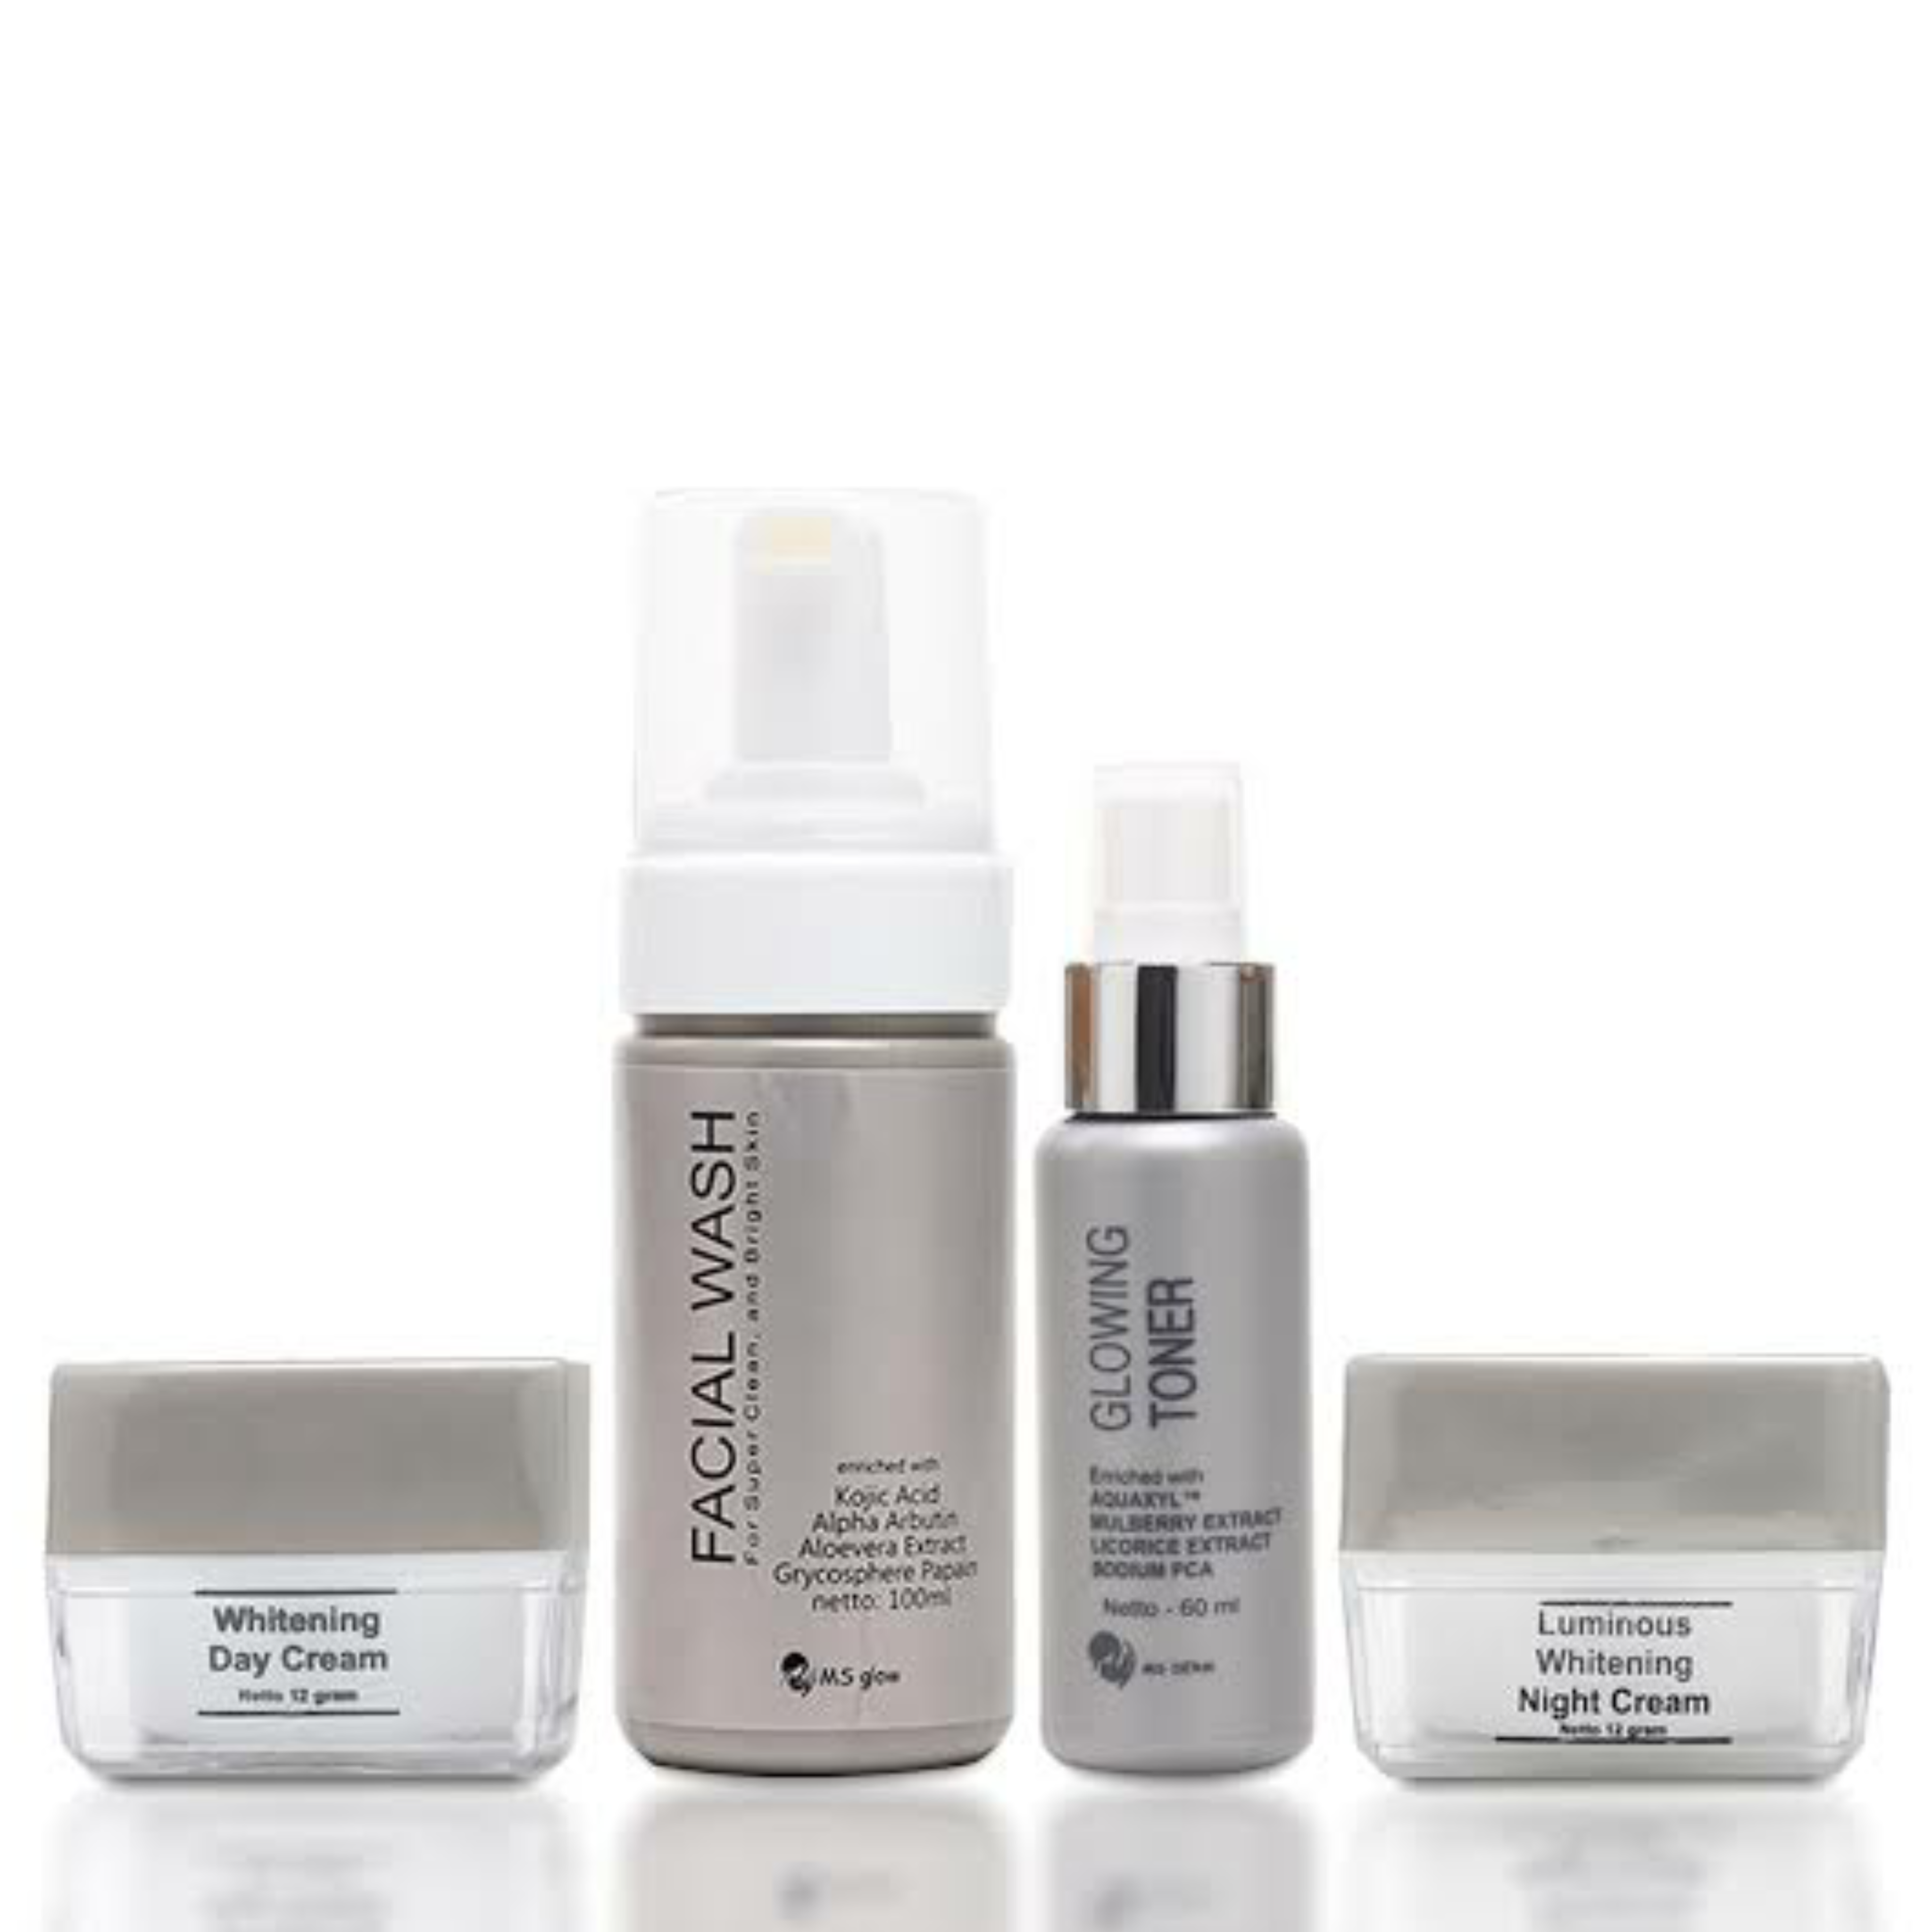 Whitening
Day Cream
Netto 12 gram
FACIAL WASH
For Super Clean, and Bright Skin
enriched with
Kojic Acid
Alpha Arbutin
Aloevera Extract
Grycosphere Papain
netto: 100ml
MS glow
GLOWING
TONER
Enriched with
AQUAXYL™
MULBERRY EXTRACT
LICORICE EXTRACT
SODIUM PCA
Netto - 60 ml
Luminous
Whitening
Night Cream
Netto 12 gram